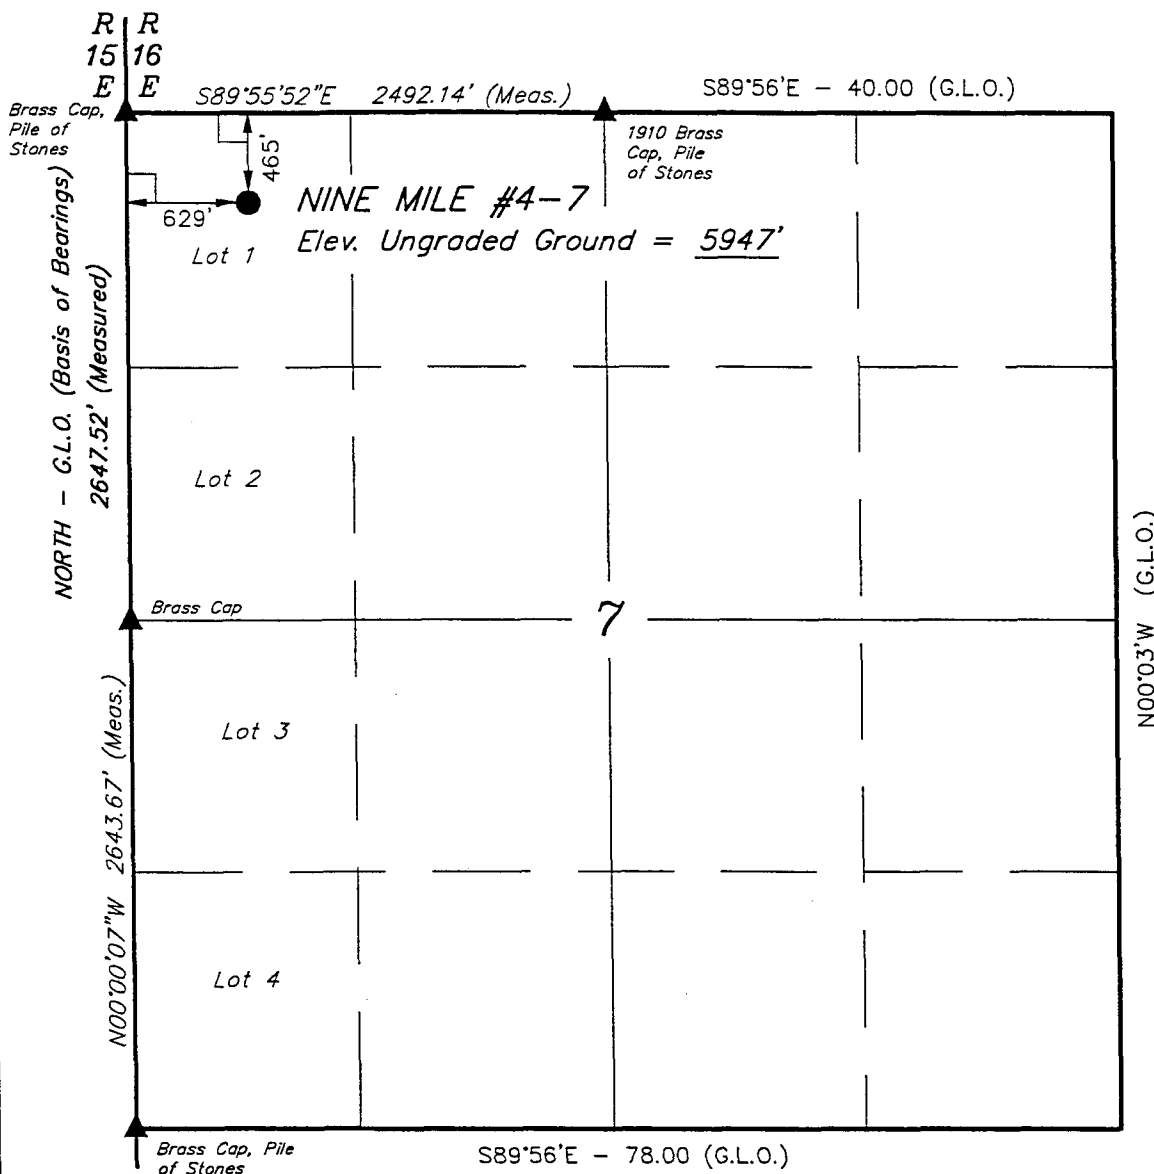 R R
15 16
E E
S89°55'52"E 2492.14' (Meas.)
S89°56'E – 40.00 (G.L.O.)
Brass Cap,
Pile of
Stones
1910 Brass
Cap, Pile
of Stones
465'
629'
NINE MILE #4-7
Elev. Ungraded Ground = 5947'
Lot 1
NORTH – G.L.O. (Basis of Bearings)
2647.52' (Measured)
Lot 2
Brass Cap
7
N00°03'W (G.L.O.)
Lot 3
N00°00'07"W 2643.67' (Meas.)
Lot 4
Brass Cap, Pile
of Stones
S89°56'E – 78.00 (G.L.O.)